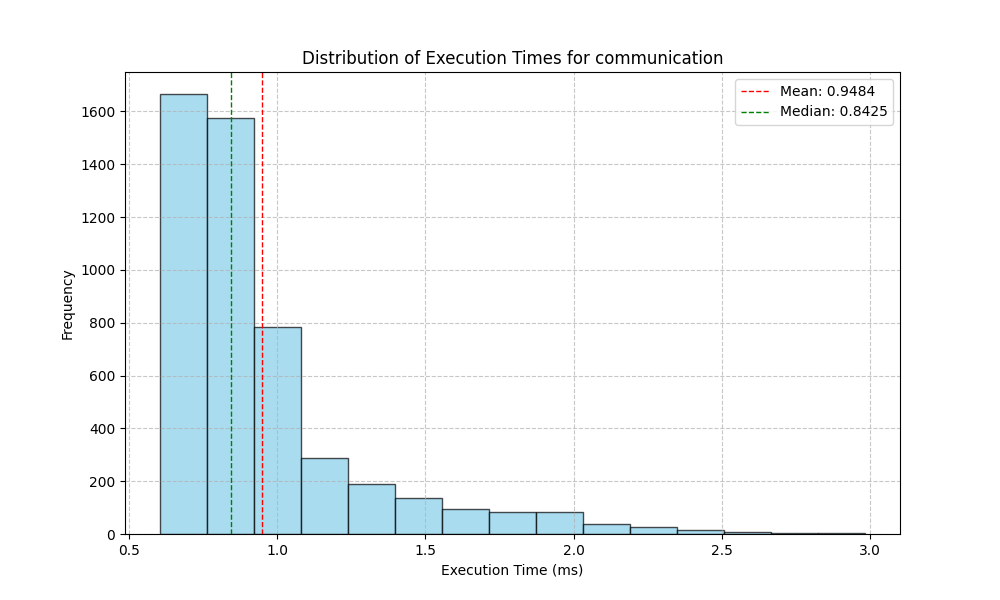 Distribution of Execution Times for communication
Mean: 0.9484
Median: 0.8425
1600
1400
1200
1000
800
600
400
200
0
Frequency
0.5 1.0 1.5 2.0 2.5 3.0
Execution Time (ms)